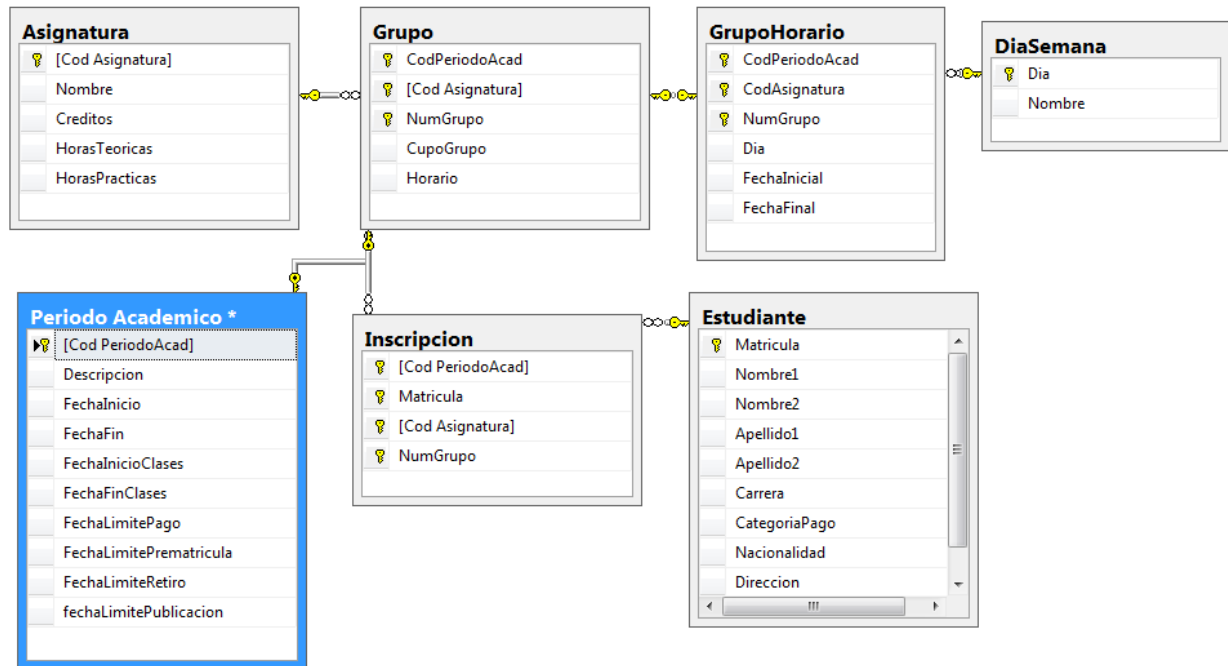 Asignatura
[Cod Asignatura]
Nombre
Creditos
HorasTeoricas
HorasPracticas
Grupo
CodPeriodoAcad
[Cod Asignatura]
NumGrupo
CupoGrupo
Horario
GrupoHorario
CodPeriodoAcad
CodAsignatura
NumGrupo
Dia
FechaInicial
FechaFinal
DiaSemana
Dia
Nombre
Periodo Academico *
[Cod PeriodoAcad]
Descripcion
FechaInicio
FechaFin
FechaInicioClases
FechaFinClases
FechaLimitePago
FechaLimitePrematricula
FechaLimiteRetiro
fechaLimitePublicacion
Inscripcion
[Cod PeriodoAcad]
Matricula
[Cod Asignatura]
NumGrupo
Estudiante
Matricula
Nombre1
Nombre2
Apellido1
Apellido2
Carrera
CategoriaPago
Nacionalidad
Direccion